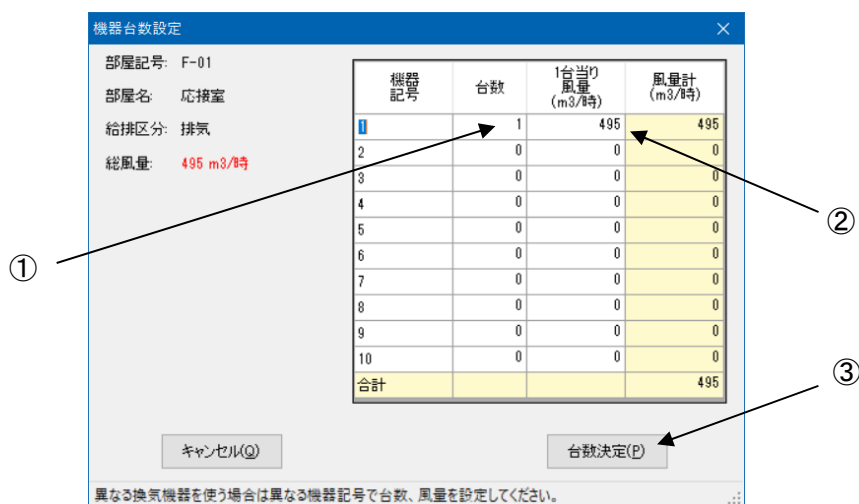 機器台数設定
部屋記号: F-01
部屋名: 応接室
給排区分: 排気
総風量: 495 m3/時
機器記号 台数 1台当り風量(m3/時) 風量計(m3/時)
1 1 495 495
2 0 0 0
3 0 0 0
4 0 0 0
5 0 0 0
6 0 0 0
7 0 0 0
8 0 0 0
9 0 0 0
10 0 0 0
合計 495
①
②
③
キャンセル(Q) 台数決定(P)
異なる換気機器を使う場合は異なる機器記号で台数、風量を設定してください。